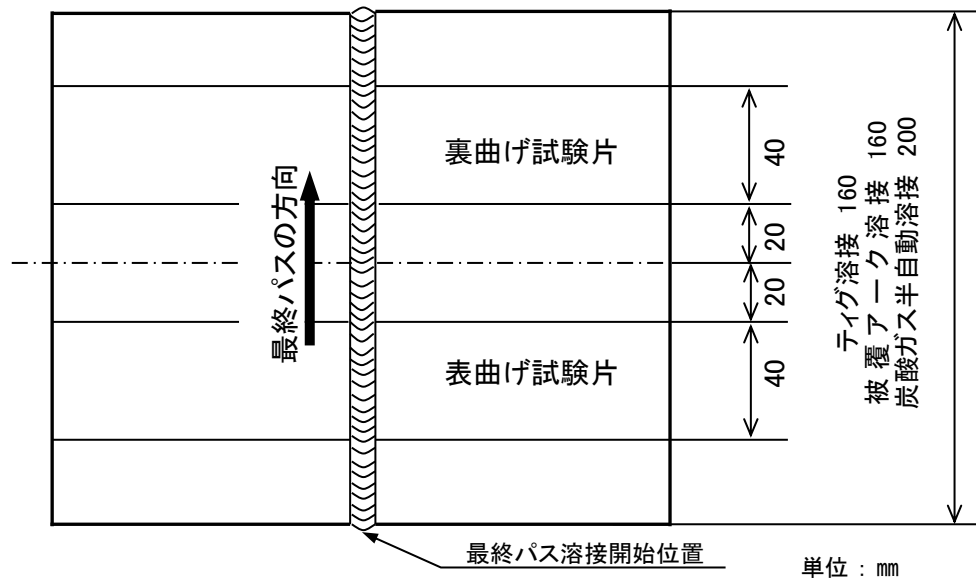 裏曲げ試験片
40
最終パスの方向
20
20
表曲げ試験片
40
ティグ溶接 160
被覆アーク溶接 160
炭酸ガス半自動溶接 200
最終パス溶接開始位置
単位：㎜